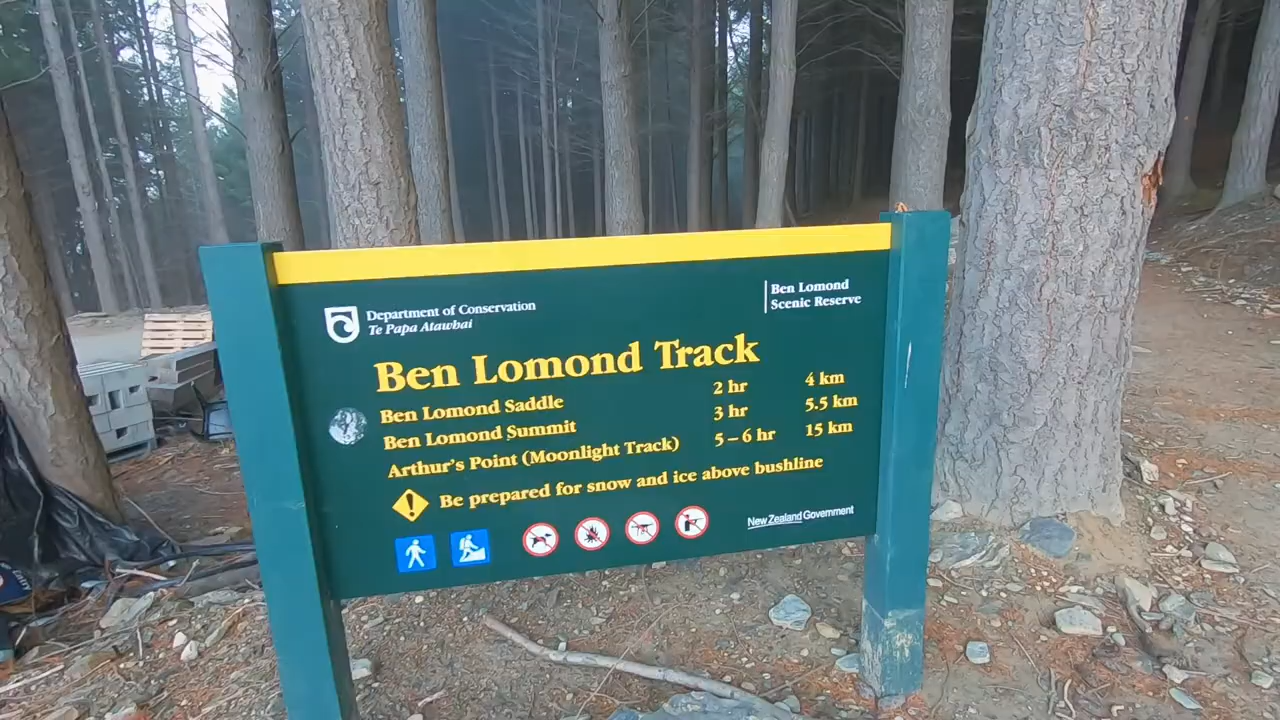 Department of Conservation
Te Papa Atawhai
Ben Lomond
Scenic Reserve
Ben Lomond Track
Ben Lomond Saddle 2 hr 4 km
Ben Lomond Summit 3 hr 5.5 km
Arthur's Point (Moonlight Track) 5 – 6 hr 15 km
Be prepared for snow and ice above bushline
New Zealand Government